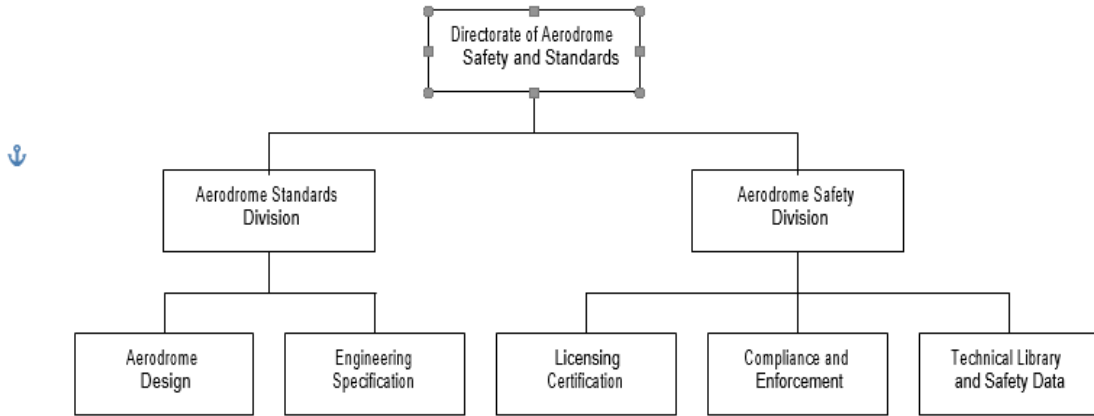 Directorate of Aerodrome
Safety and Standards
Aerodrome Standards
Division
Aerodrome Safety
Division
Aerodrome
Design
Engineering
Specification
Licensing
Certification
Compliance and
Enforcement
Technical Library
and Safety Data